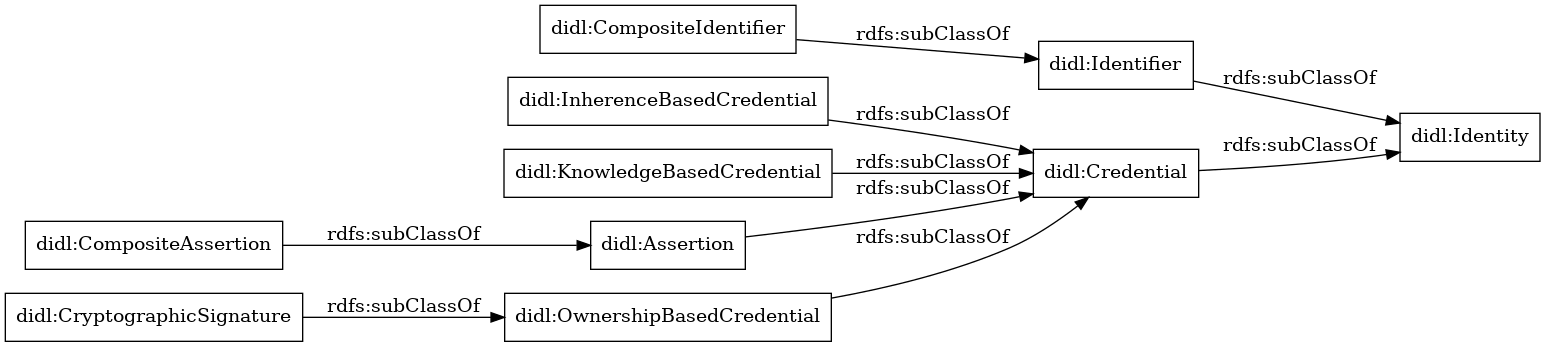 didl:CompositeIdentifier
rdfs:subClassOf
didl:Identifier
rdfs:subClassOf
didl:InherenceBasedCredential
rdfs:subClassOf
didl:Identity
rdfs:subClassOf
didl:KnowledgeBasedCredential
rdfs:subClassOf
didl:Credential
rdfs:subClassOf
didl:CompositeAssertion
rdfs:subClassOf
didl:Assertion
rdfs:subClassOf
didl:CryptographicSignature
rdfs:subClassOf
didl:OwnershipBasedCredential